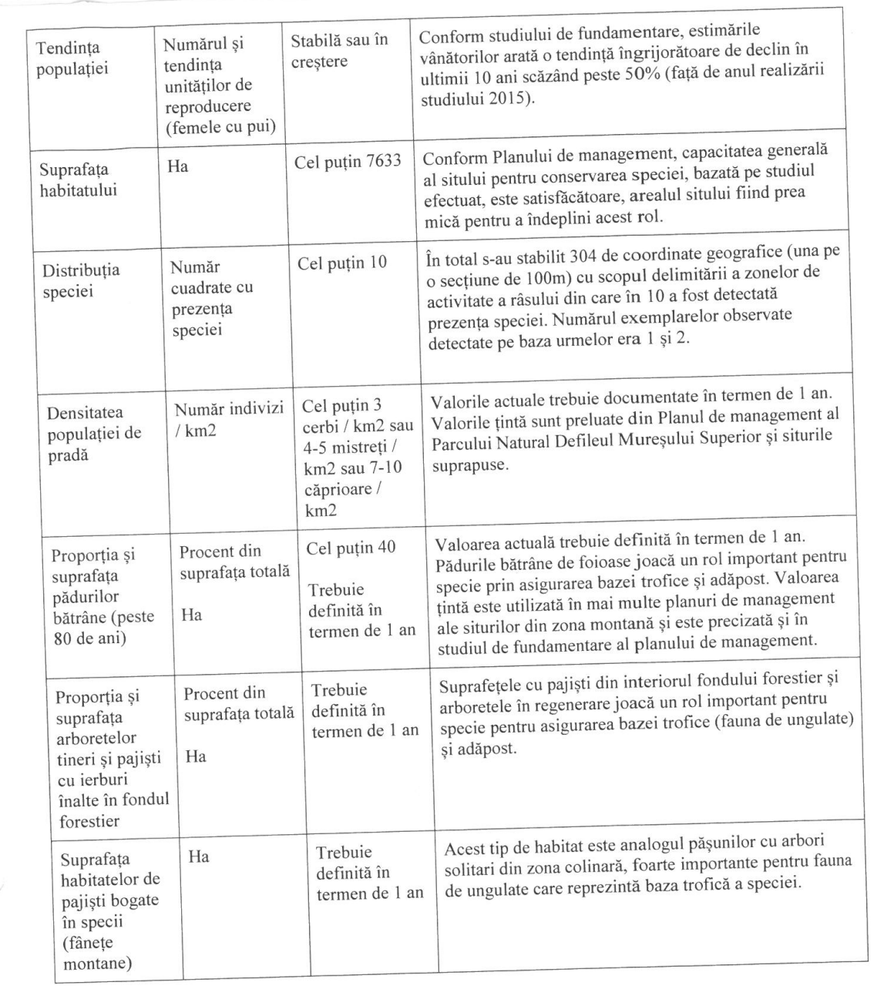 Tendința
populației
Numărul și
tendința
unităților de
reproducere
(femele cu pui)
Stabilă sau în
creștere
Conform studiului de fundamentare, estimările
vânătorilor arată o tendință îngrijorătoare de declin în
ultimii 10 ani scăzând peste 50% (față de anul realizării
studiului 2015).
Suprafața
habitatului
Ha
Cel puțin 7633
Conform Planului de management, capacitatea generală
al sitului pentru conservarea speciei, bazată pe studiul
efectuat, este satisfăcătoare, arealul sitului fiind prea
mică pentru a îndeplini acest rol.
Distribuția
speciei
Număr
cuadrate cu
prezența
speciei
Cel puțin 10
În total s-au stabilit 304 de coordinate geografice (una pe
o secțiune de 100m) cu scopul delimitării a zonelor de
activitate a râsului din care în 10 a fost detectată
prezența speciei. Numărul exemplarelor observate
detectate pe baza urmelor era 1 și 2.
Densitatea
populației de
pradă
Număr indivizi
/ km2
Cel puțin 3
cerbi / km2 sau
4-5 mistreți /
km2 sau 7-10
căprioare /
km2
Valorile actuale trebuie documentate în termen de 1 an.
Valorile țintă sunt preluate din Planul de management al
Parcului Natural Defileul Mureșului Superior și siturile
suprapuse.
Proporția și
suprafața
pădurilor
bătrâne (peste
80 de ani)
Procent din
suprafața totală
Ha
Cel puțin 40
Trebuie
definită în
termen de 1 an
Valoarea actuală trebuie definită în termen de 1 an.
Pădurile bătrâne de foioase joacă un rol important pentru
specie prin asigurarea bazei trofice și adăpost. Valoarea
țintă este utilizată în mai multe planuri de management
ale siturilor din zona montană și este precizată și în
studiul de fundamentare al planului de management.
Proporția și
suprafața
arboretelor
tineri și pajiști
cu ierburi
înalte în fondul
forestier
Procent din
suprafața totală
Ha
Trebuie
definită în
termen de 1 an
Suprafețele cu pajiști din interiorul fondului forestier și
arboretele în regenerare joacă un rol important pentru
specie pentru asigurarea bazei trofice (fauna de ungulate)
și adăpost.
Suprafața
habitatelor de
pajiști bogate
în specii
(fânețe
montane)
Ha
Trebuie
definită în
termen de 1 an
Acest tip de habitat este analogul pășunilor cu arbori
solitari din zona colinară, foarte importante pentru fauna
de ungulate care reprezintă baza trofică a speciei.